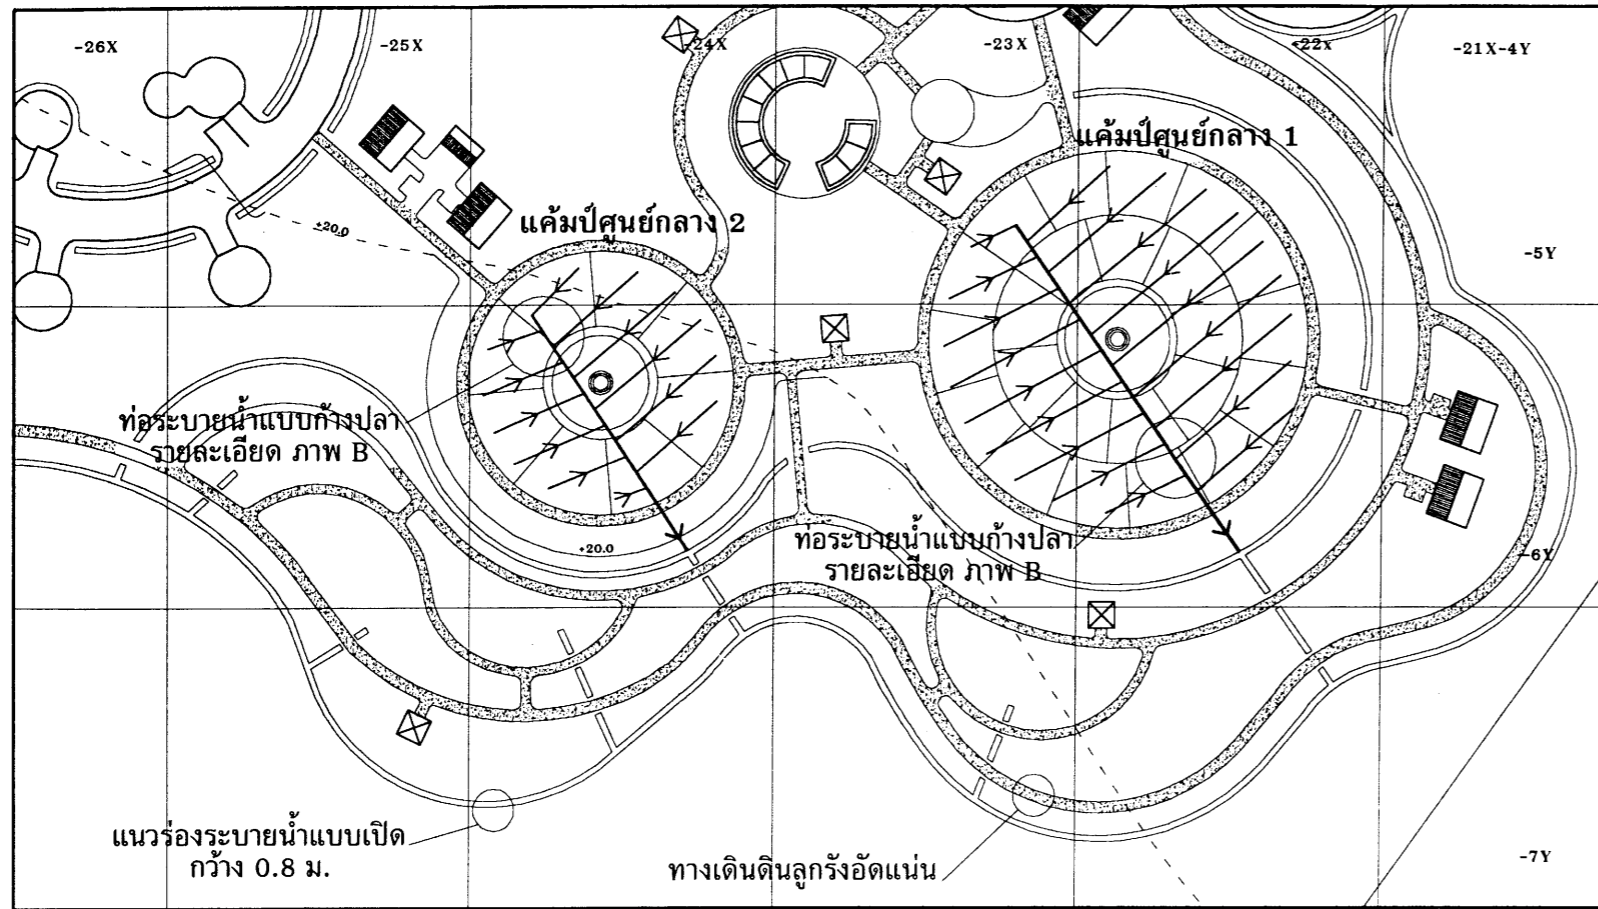 -26X
-25X
-24X
-23X
-22x
-21X-4Y
แค้มป์ศูนย์กลาง 1
แค้มป์ศูนย์กลาง 2
+20.0
-5Y
ท่อระบายน้ำแบบก้างปลา
รายละเอียด ภาพ B
+20.0
ท่อระบายน้ำแบบก้างปลา
รายละเอียด ภาพ B
-6Y
แนวร่องระบายน้ำแบบเปิด
กว้าง 0.8 ม.
ทางเดินดินลูกรังอัดแน่น
-7Y